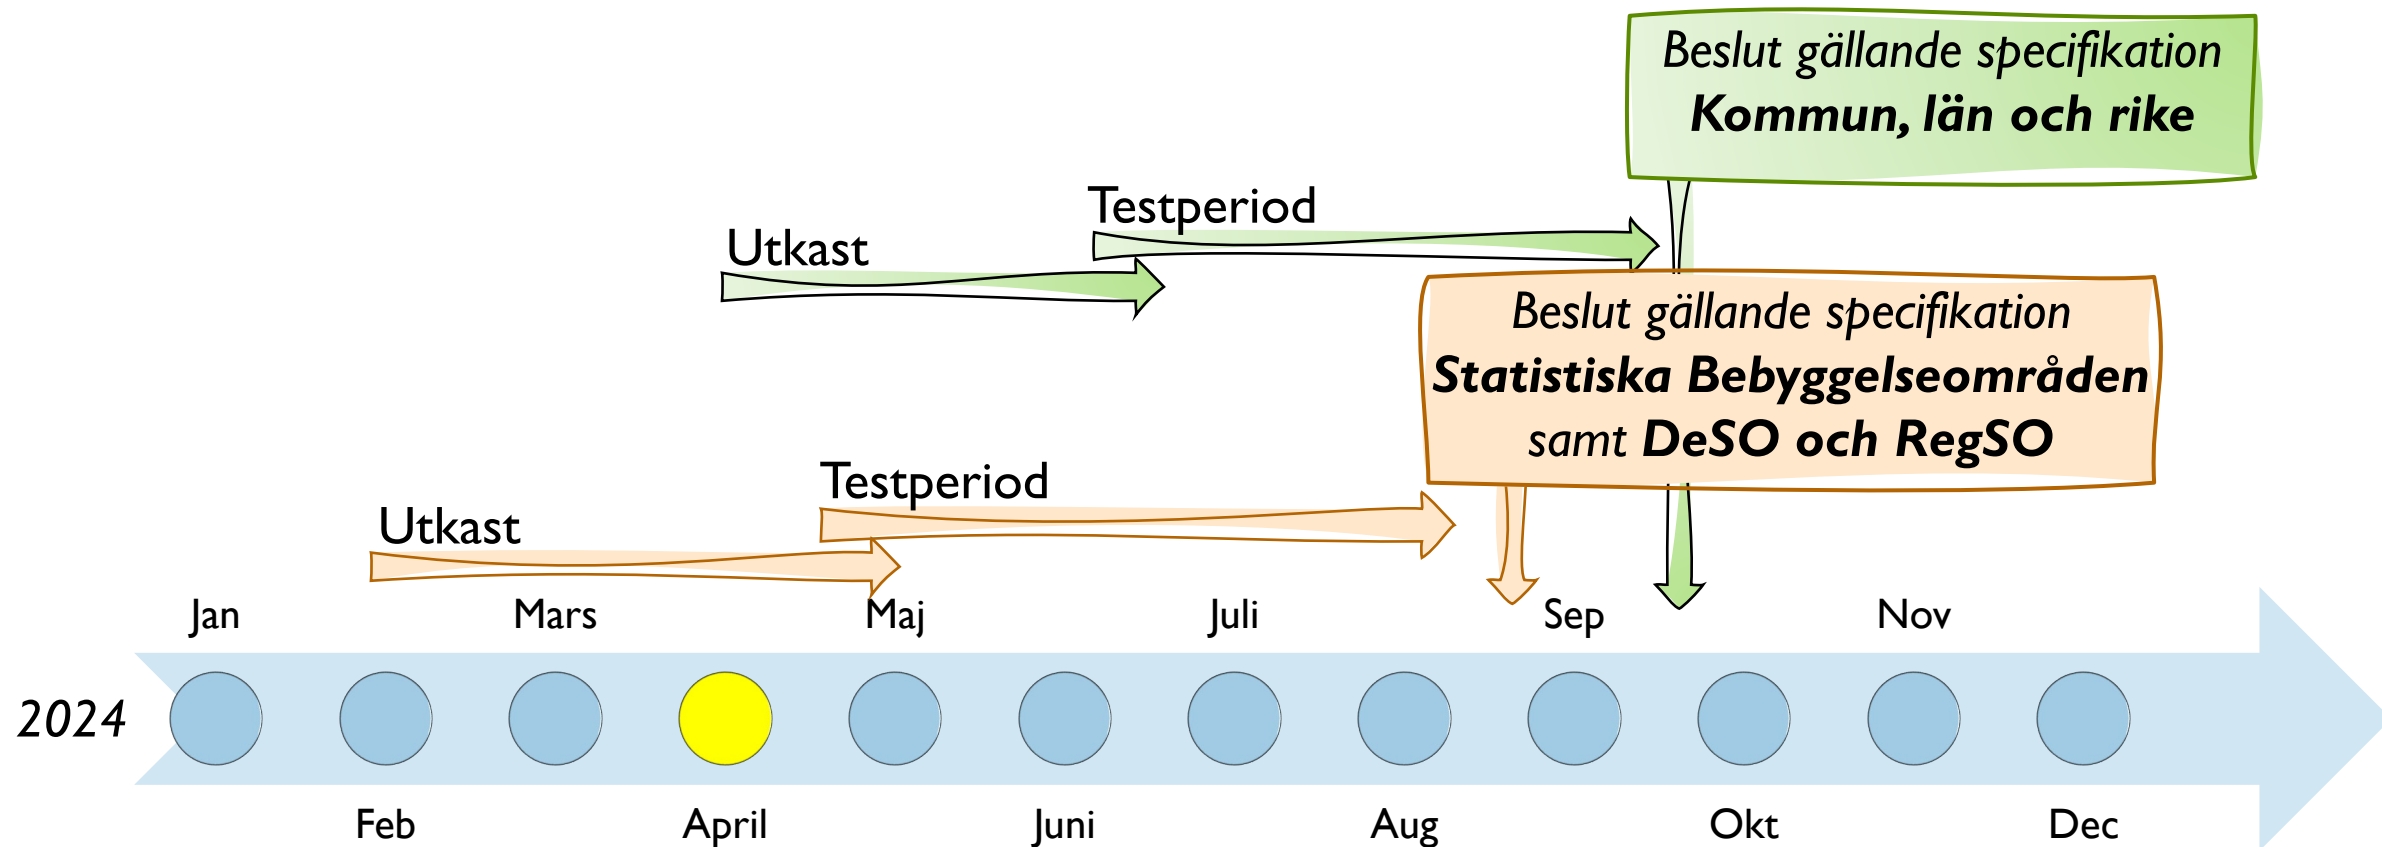 Beslut gällande specifikation
Kommun, län och rike
Testperiod
Utkast
Beslut gällande specifikation
Statistiska Bebyggelseområden
samt DeSO och RegSO
Testperiod
Utkast
Jan
Mars
Maj
Juli
Sep
Nov
2024
Feb
April
Juni
Aug
Okt
Dec